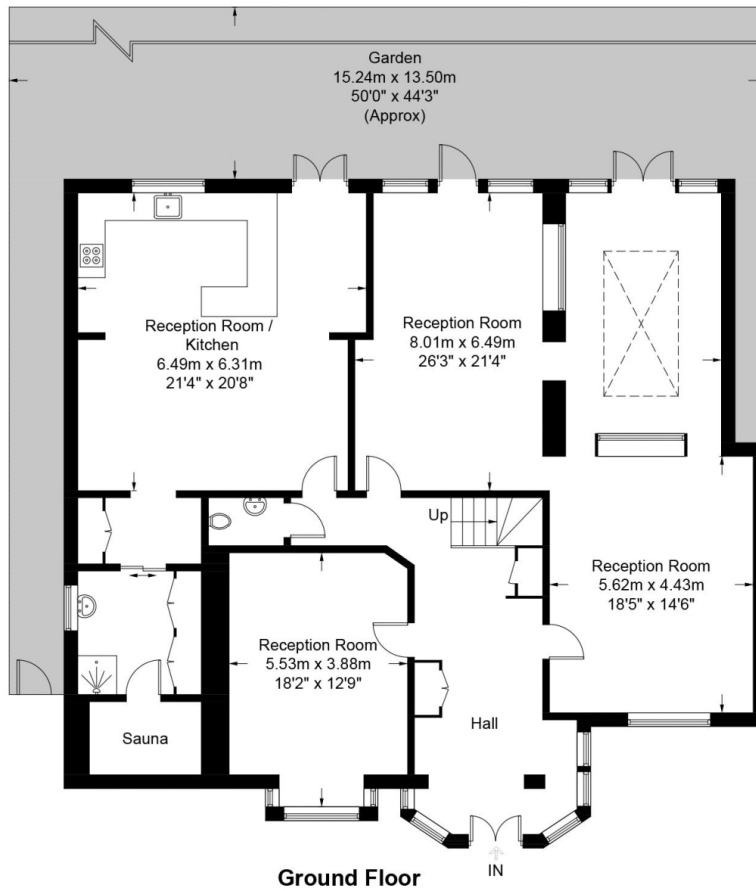 Garden
15.24m x 13.50m
50'0" x 44'3"
(Approx)
Reception Room /
Kitchen
6.49m x 6.31m
21'4" x 20'8"
Reception Room
8.01m x 6.49m
26'3" x 21'4"
Up
Reception Room
5.62m x 4.43m
18'5" x 14'6"
Reception Room
5.53m x 3.88m
18'2" x 12'9"
Sauna
Hall
IN
Ground Floor